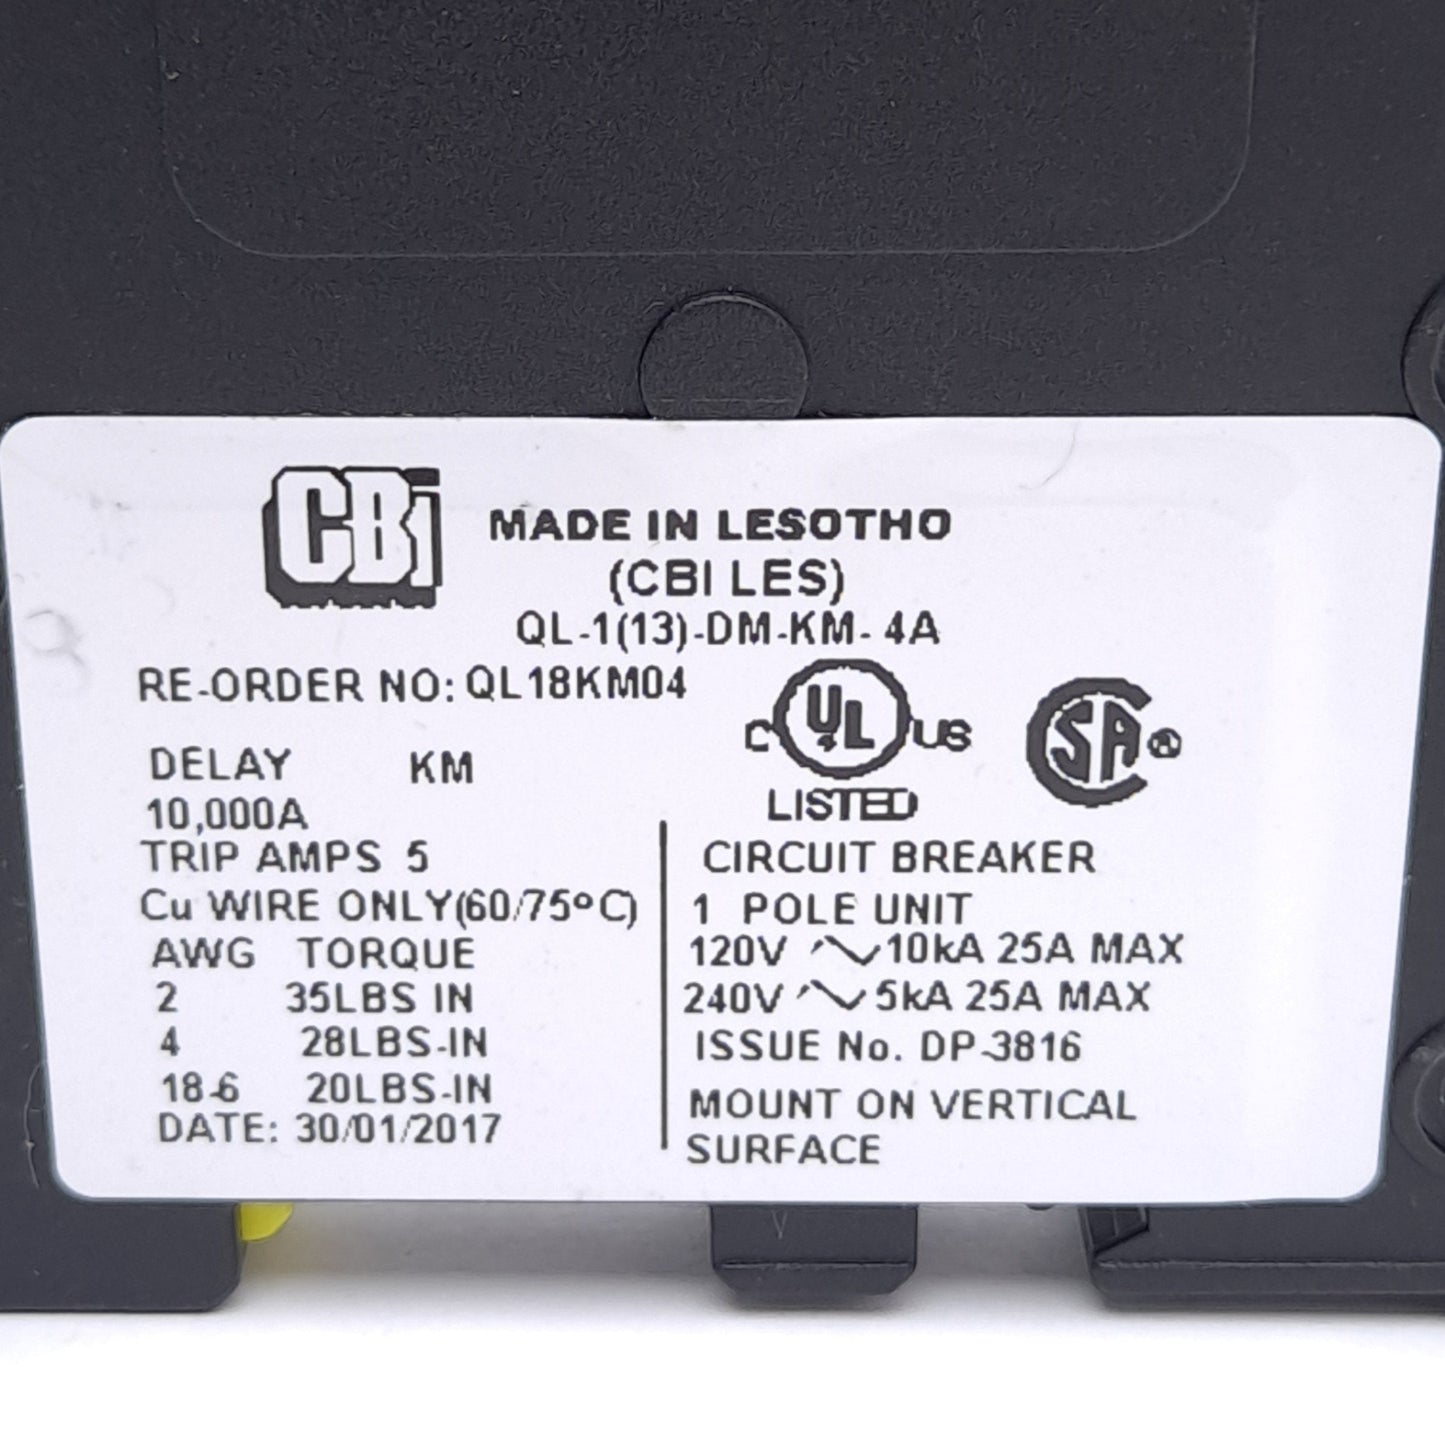 CBi
MADE IN LESOTHO
(CBI LES)
QL-1(13)-DM-KM- 4A
RE-ORDER NO: QL18KM04
C UL US
LISTED
SA ®
DELAY KM
10,000A
TRIP AMPS 5
Cu WIRE ONLY(60/75°C)
AWG TORQUE
2 35LBS IN
4 28LBS-IN
18-6 20LBS-IN
DATE: 30/01/2017
CIRCUIT BREAKER
1 POLE UNIT
120V ∿ 10kA 25A MAX
240V ∿ 5kA 25A MAX
ISSUE No. DP-3816
MOUNT ON VERTICAL
SURFACE